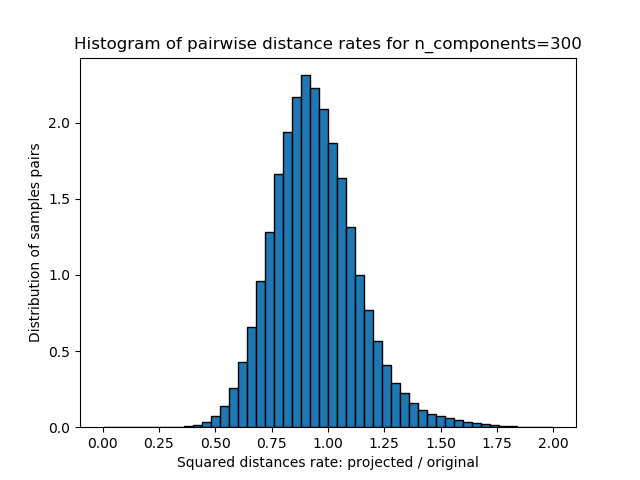 Histogram of pairwise distance rates for n_components=300
Distribution of samples pairs
2.0
1.5
1.0
0.5
0.0
0.00 0.25 0.50 0.75 1.00 1.25 1.50 1.75 2.00
Squared distances rate: projected / original